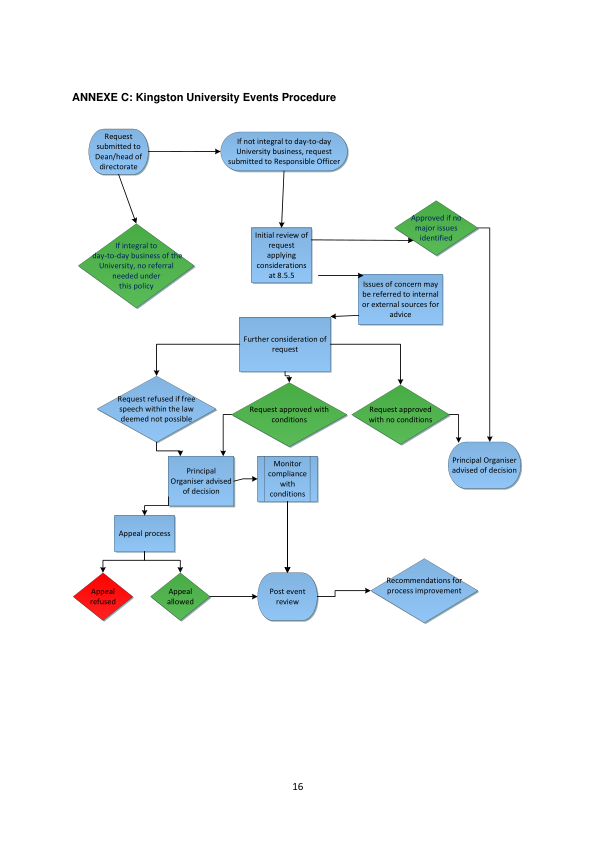 ANNEXE C: Kingston University Events Procedure
Request
submitted to
Dean/head of
directorate
If not integral to day-to-day
University business, request
submitted to Responsible Officer
If integral to
day-to-day business of the
University, no referral
needed under
this policy
Initial review of
request
applying
considerations
at 8.5.5
Approved if no
major issues
identified
Issues of concern may
be referred to internal
or external sources for
advice
Further consideration of
request
Request refused if free
speech within the law
deemed not possible
Request approved with
conditions
Request approved
with no conditions
Principal Organiser
advised of decision
Principal
Organiser advised
of decision
Monitor
compliance
with
conditions
Appeal process
Appeal
refused
Appeal
allowed
Post event
review
Recommendations for
process improvement
16